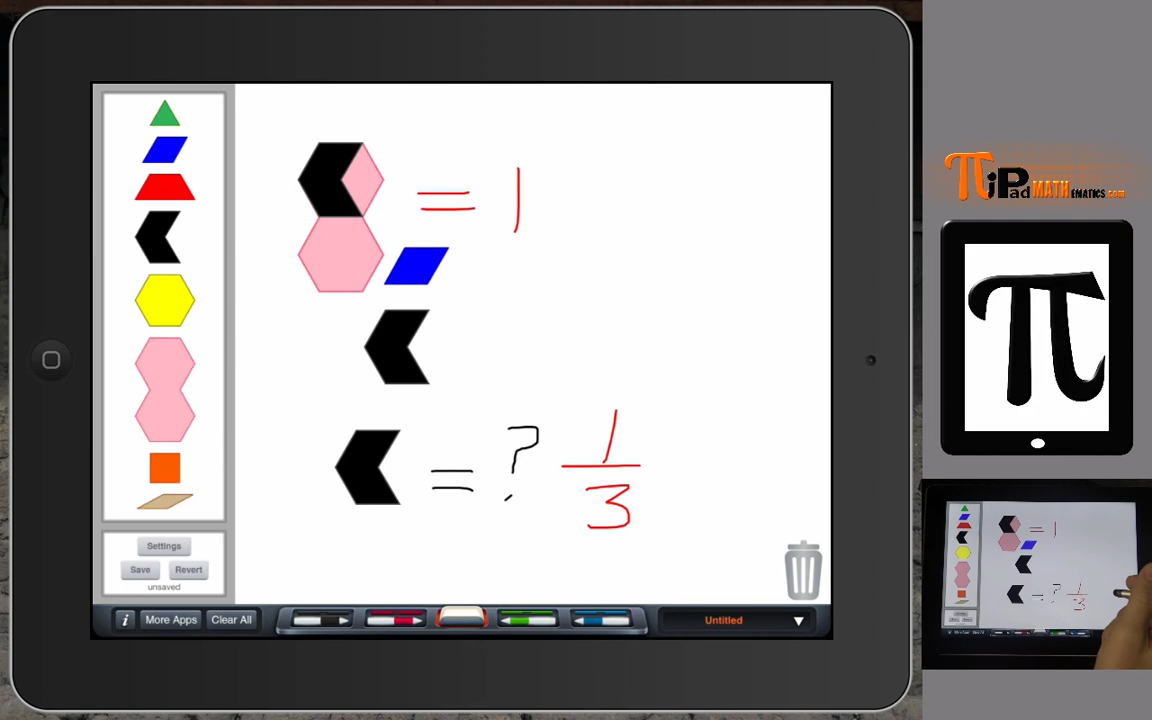 = 1
= ? 1/3
Settings
Save Revert
unsaved
i More Apps Clear All Untitled
iPad MATHEMATICS.com
π